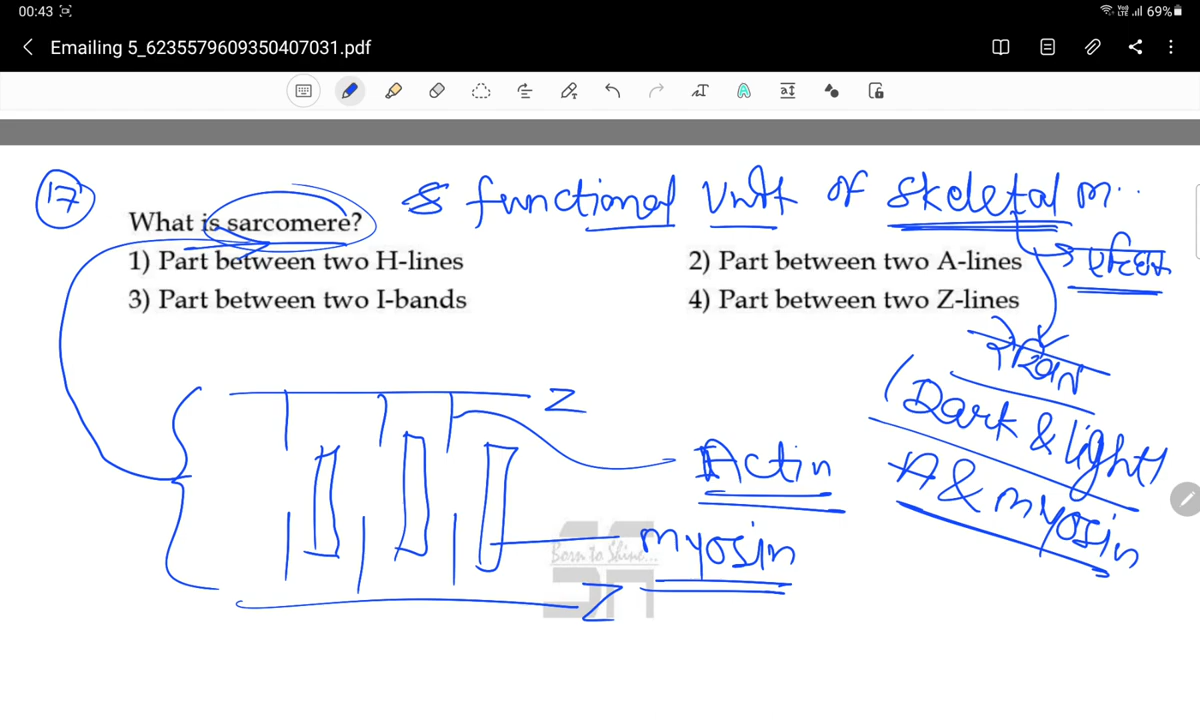 00:43 LTE 69%
Emailing 5_6235579609350407031.pdf
17
& functional Unit of skeletal m..
What is sarcomere?
1) Part between two H-lines
2) Part between two A-lines
3) Part between two I-bands
4) Part between two Z-lines
(Dark & light)
A & myosin
Z
Actin
myosin
Born to Shine...
Z